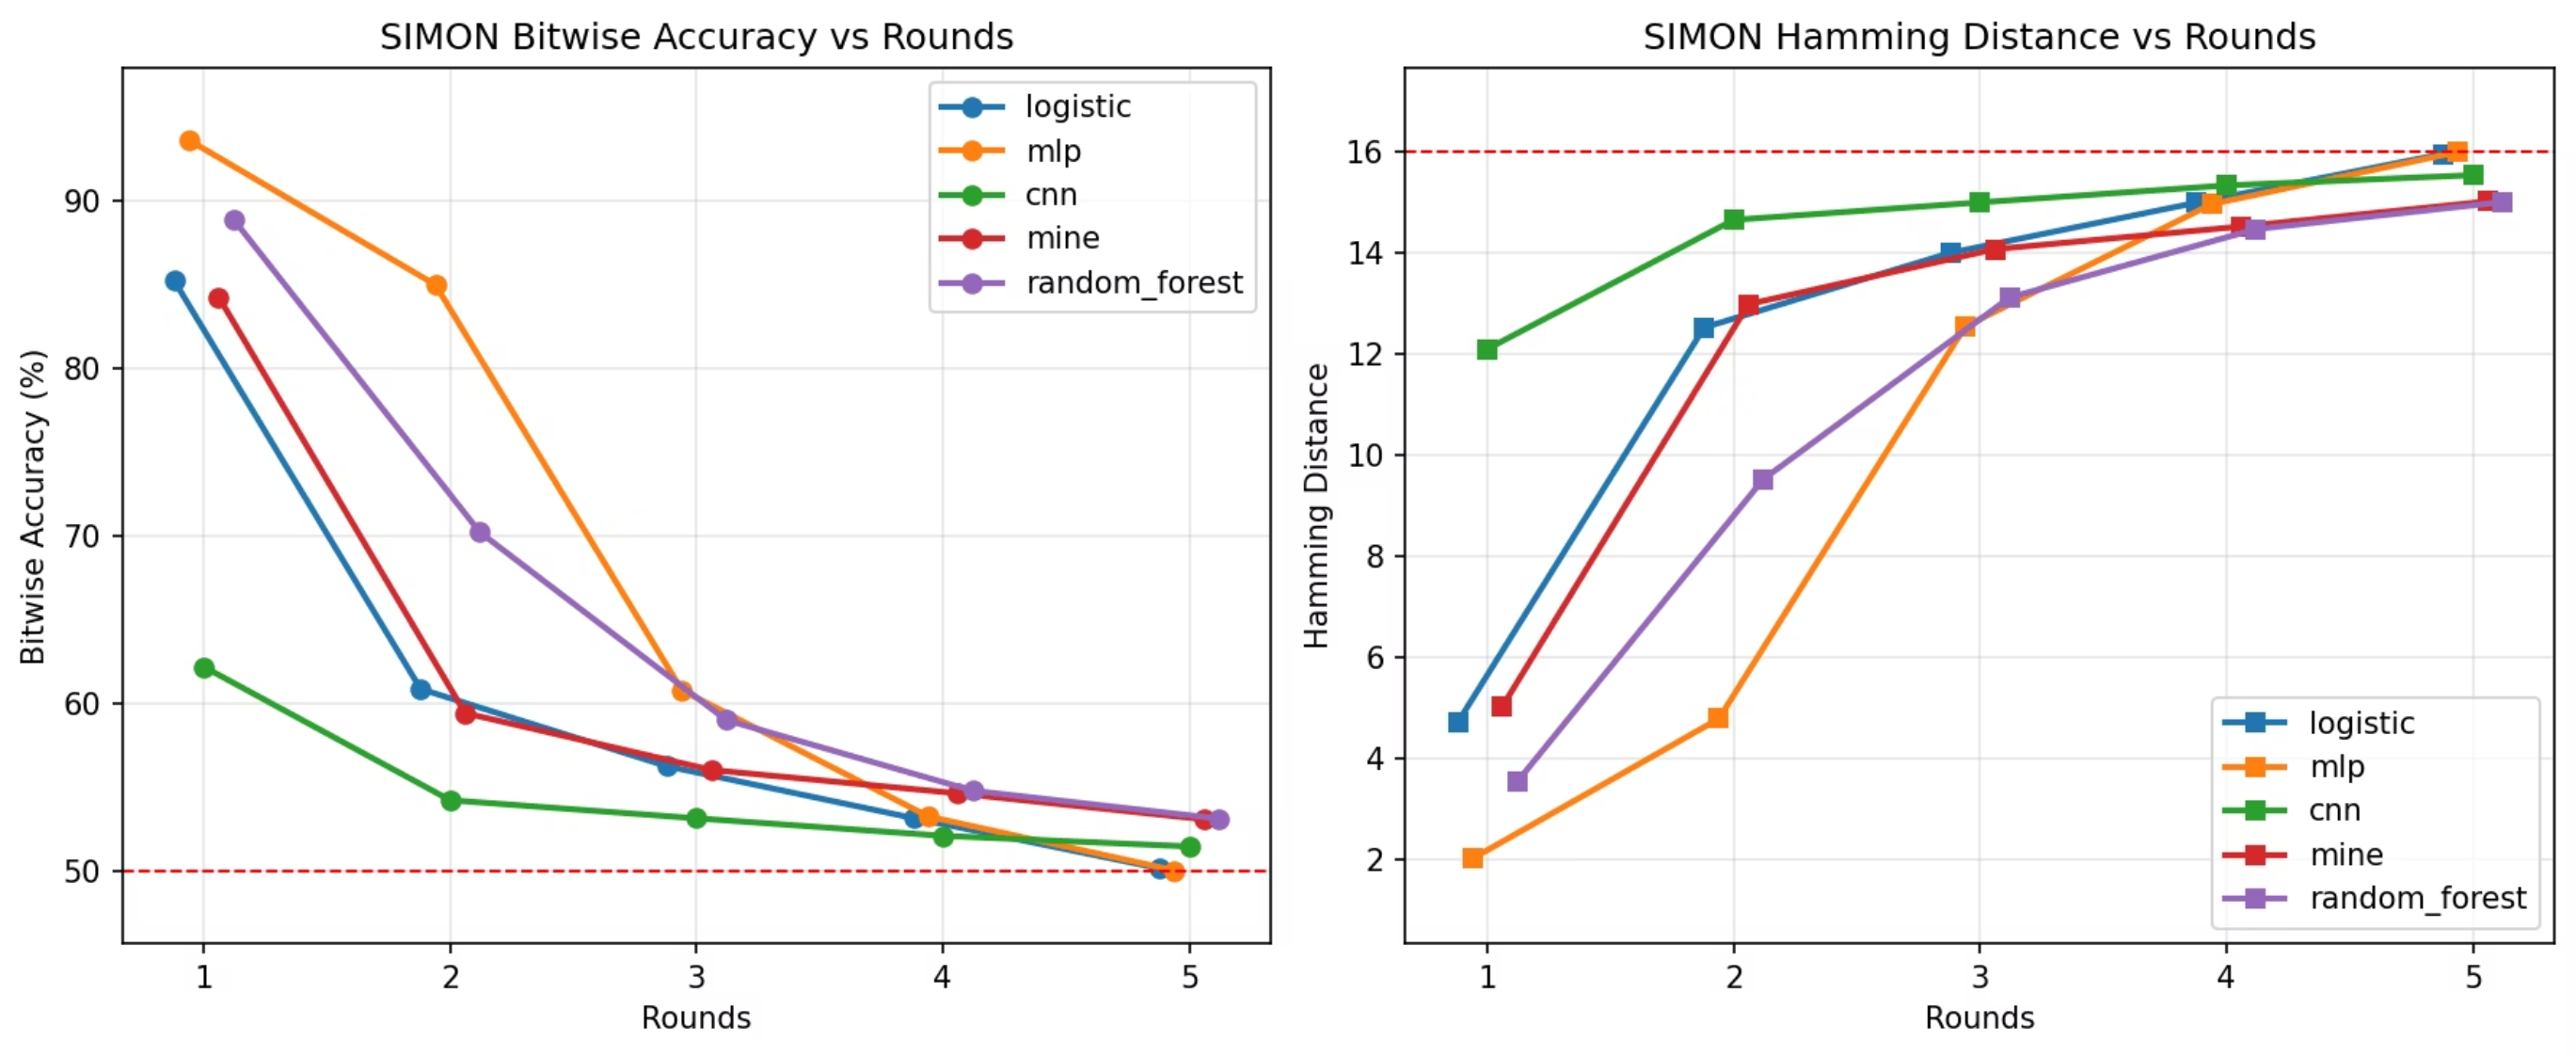 SIMON Bitwise Accuracy vs Rounds
Bitwise Accuracy (%)
90
80
70
60
50
logistic
mlp
cnn
mine
random_forest
1 2 3 4 5
Rounds
SIMON Hamming Distance vs Rounds
Hamming Distance
16
14
12
10
8
6
4
2
logistic
mlp
cnn
mine
random_forest
1 2 3 4 5
Rounds